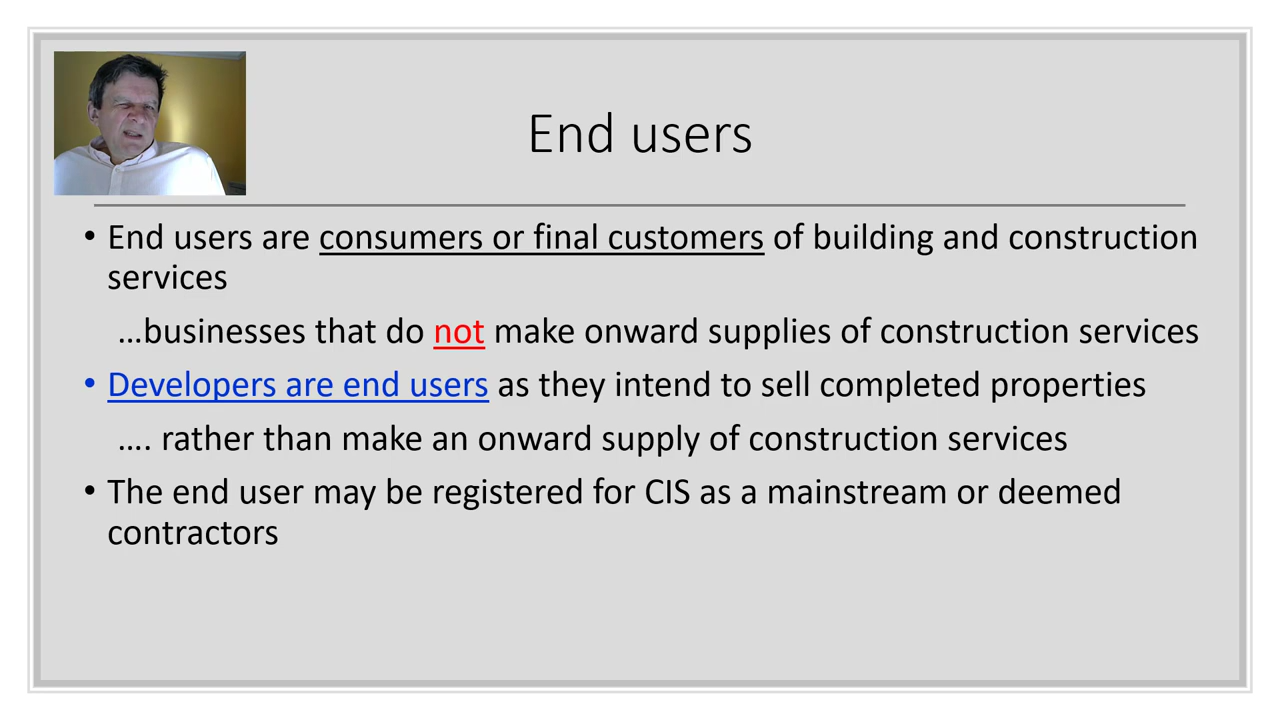 End users
• End users are consumers or final customers of building and construction
services
...businesses that do not make onward supplies of construction services
• Developers are end users as they intend to sell completed properties
.... rather than make an onward supply of construction services
• The end user may be registered for CIS as a mainstream or deemed
contractors